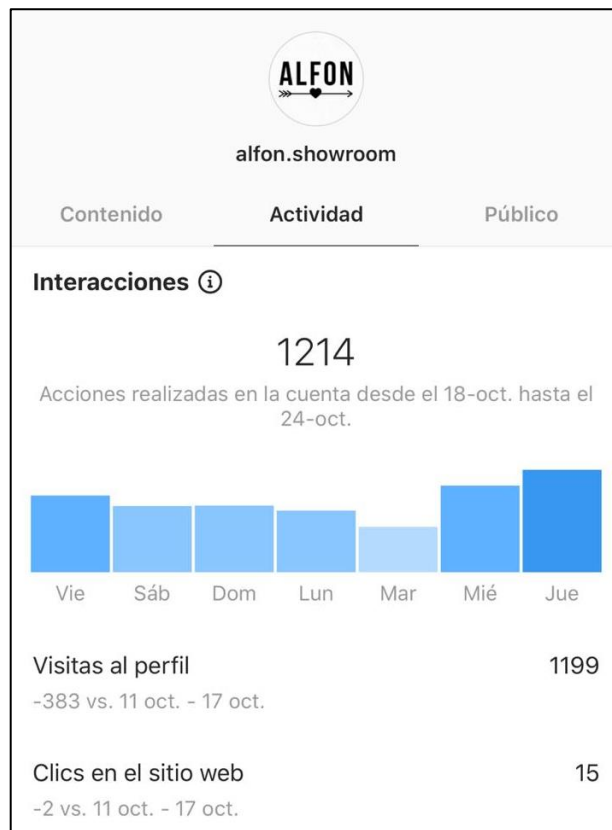 ALFON
alfon.showroom
Contenido Actividad Público
Interacciones
1214
Acciones realizadas en la cuenta desde el 18-oct. hasta el
24-oct.
Vie Sáb Dom Lun Mar Mié Jue
Visitas al perfil 1199
-383 vs. 11 oct. - 17 oct.
Clics en el sitio web 15
-2 vs. 11 oct. - 17 oct.